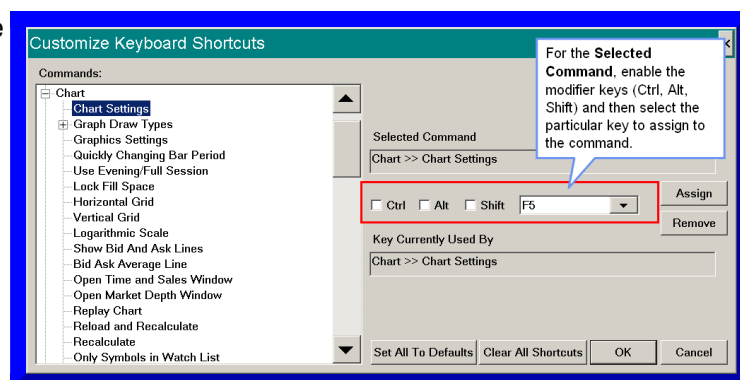 e
Customize Keyboard Shortcuts
For the Selected
Command, enable the
modifier keys (Ctrl, Alt,
Shift) and then select the
particular key to assign to
the command.
Commands:
Chart
Chart Settings
Graph Draw Types
Graphics Settings
Quickly Changing Bar Period
Use Evening/Full Session
Lock Fill Space
Horizontal Grid
Vertical Grid
Logarithmic Scale
Show Bid And Ask Lines
Bid Ask Average Line
Open Time and Sales Window
Open Market Depth Window
Replay Chart
Reload and Recalculate
Recalculate
Only Symbols in Watch List
Selected Command
Chart >> Chart Settings
Ctrl Alt Shift F5
Assign
Remove
Key Currently Used By
Chart >> Chart Settings
Set All To Defaults Clear All Shortcuts OK Cancel